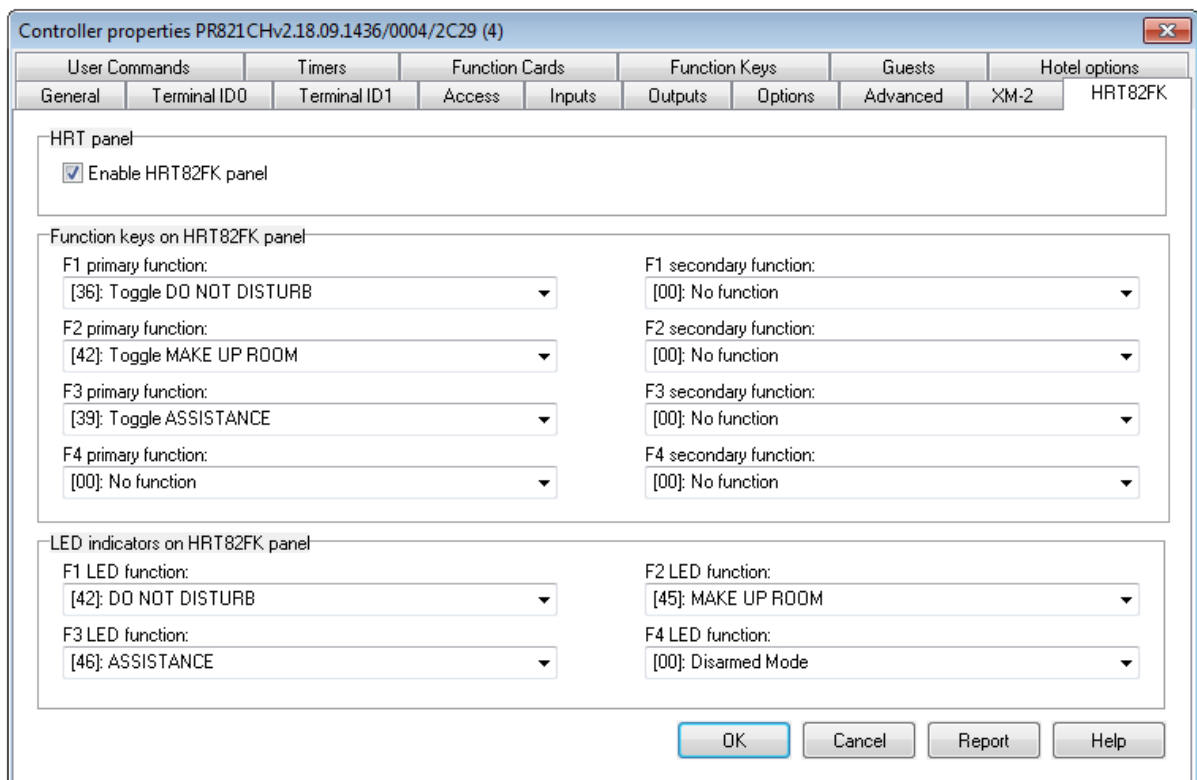 Controller properties PR821CHv2.18.09.1436/0004/2C29 (4)
User Commands Timers Function Cards Function Keys Guests Hotel options
General Terminal ID0 Terminal ID1 Access Inputs Outputs Options Advanced XM-2 HRT82FK
HRT panel
Enable HRT82FK panel
Function keys on HRT82FK panel
F1 primary function: F1 secondary function:
[36]: Toggle DO NOT DISTURB [00]: No function
F2 primary function: F2 secondary function:
[42]: Toggle MAKE UP ROOM [00]: No function
F3 primary function: F3 secondary function:
[39]: Toggle ASSISTANCE [00]: No function
F4 primary function: F4 secondary function:
[00]: No function [00]: No function
LED indicators on HRT82FK panel
F1 LED function: F2 LED function:
[42]: DO NOT DISTURB [45]: MAKE UP ROOM
F3 LED function: F4 LED function:
[46]: ASSISTANCE [00]: Disarmed Mode
OK Cancel Report Help